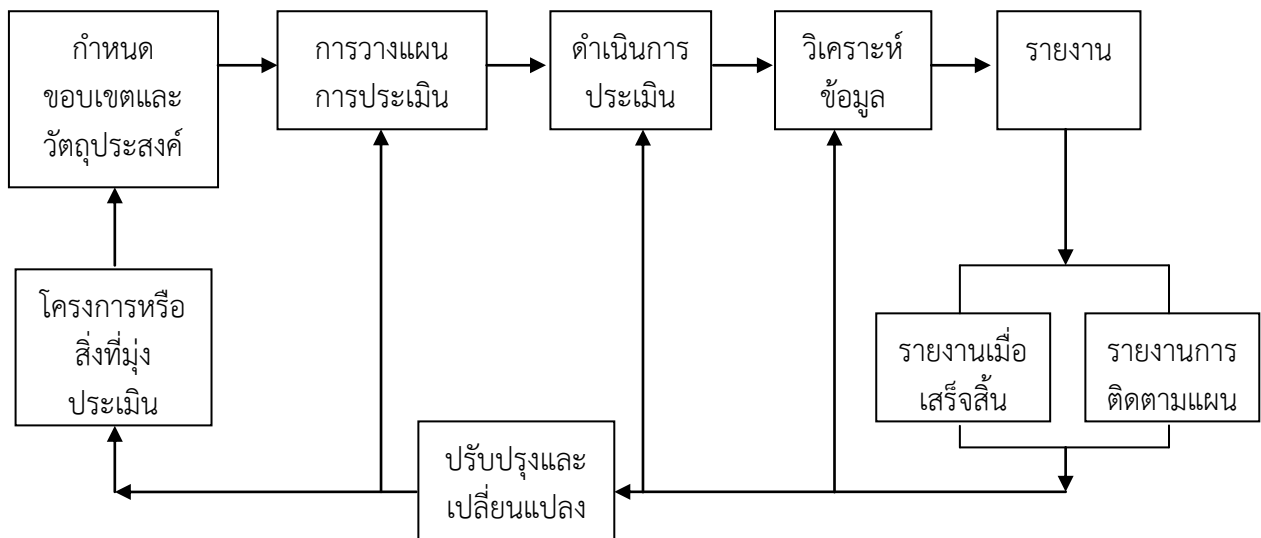 กำหนด
ขอบเขตและ
วัตถุประสงค์
การวางแผน
การประเมิน
ดำเนินการ
ประเมิน
วิเคราะห์
ข้อมูล
รายงาน
โครงการหรือ
สิ่งที่มุ่ง
ประเมิน
รายงานเมื่อ
เสร็จสิ้น
รายงานการ
ติดตามแผน
ปรับปรุงและ
เปลี่ยนแปลง